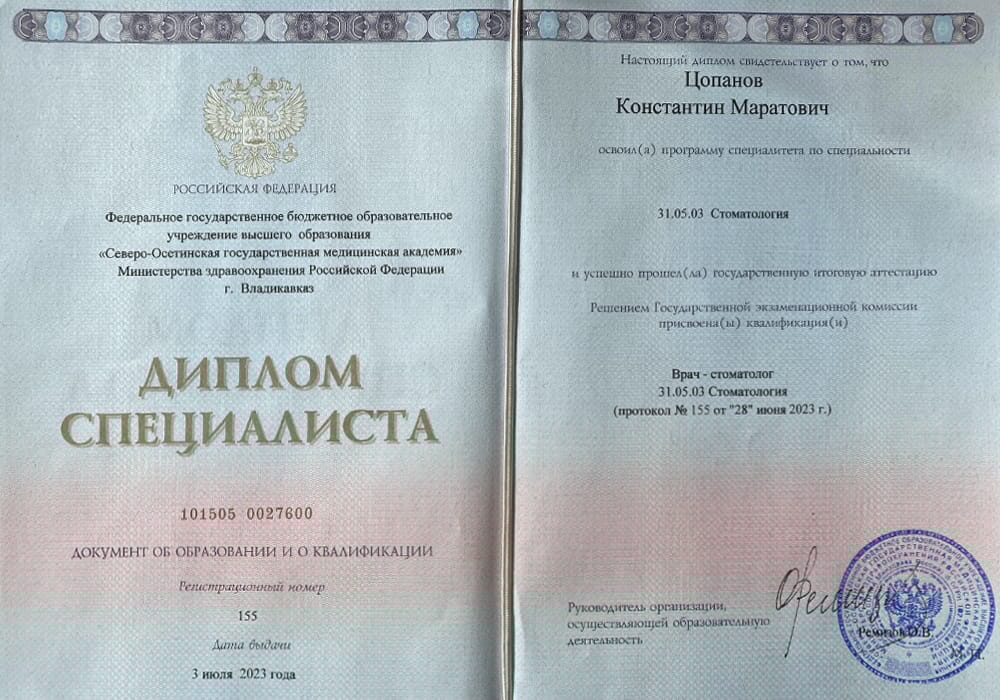 РОССИЙСКАЯ ФЕДЕРАЦИЯ
Федеральное государственное бюджетное образовательное
учреждение высшего образования
«Северо-Осетинская государственная медицинская академия»
Министерства здравоохранения Российской Федерации
г. Владикавказ
ДИПЛОМ
СПЕЦИАЛИСТА
101505 0027600
ДОКУМЕНТ ОБ ОБРАЗОВАНИИ И О КВАЛИФИКАЦИИ
Регистрационный номер
155
Дата выдачи
3 июля 2023 года
Настоящий диплом свидетельствует о том, что
Цопанов
Константин Маратович
освоил(а) программу специалитета по специальности
31.05.03 Стоматология
и успешно прошел(ла) государственную итоговую аттестацию
Решением Государственной экзаменационной комиссии
присвоена(ы) квалификация(и)
Врач - стоматолог
31.05.03 Стоматология
(протокол № 155 от "28" июня 2023 г.)
Руководитель организации,
осуществляющей образовательную
деятельность
Ремизов О.В.